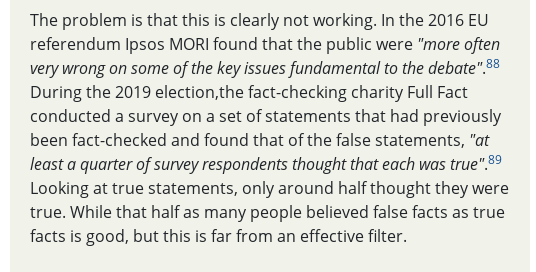 The problem is that this is clearly not working. In the 2016 EU
referendum Ipsos MORI found that the public were "more often
very wrong on some of the key issues fundamental to the debate".88
During the 2019 election,the fact-checking charity Full Fact
conducted a survey on a set of statements that had previously
been fact-checked and found that of the false statements, "at
least a quarter of survey respondents thought that each was true".89
Looking at true statements, only around half thought they were
true. While that half as many people believed false facts as true
facts is good, but this is far from an effective filter.